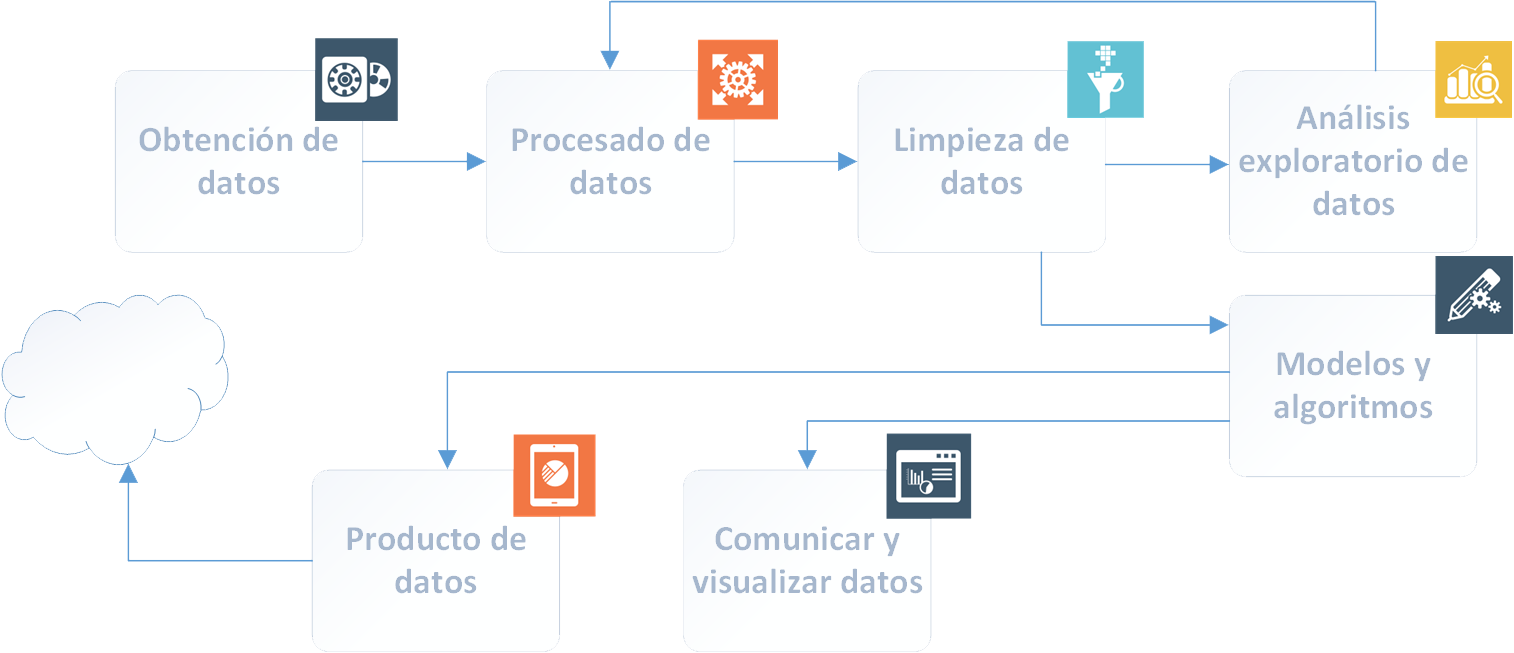 Obtención de
datos
Procesado de
datos
Limpieza de
datos
Análisis
exploratorio de
datos
Modelos y
algoritmos
Producto de
datos
Comunicar y
visualizar datos